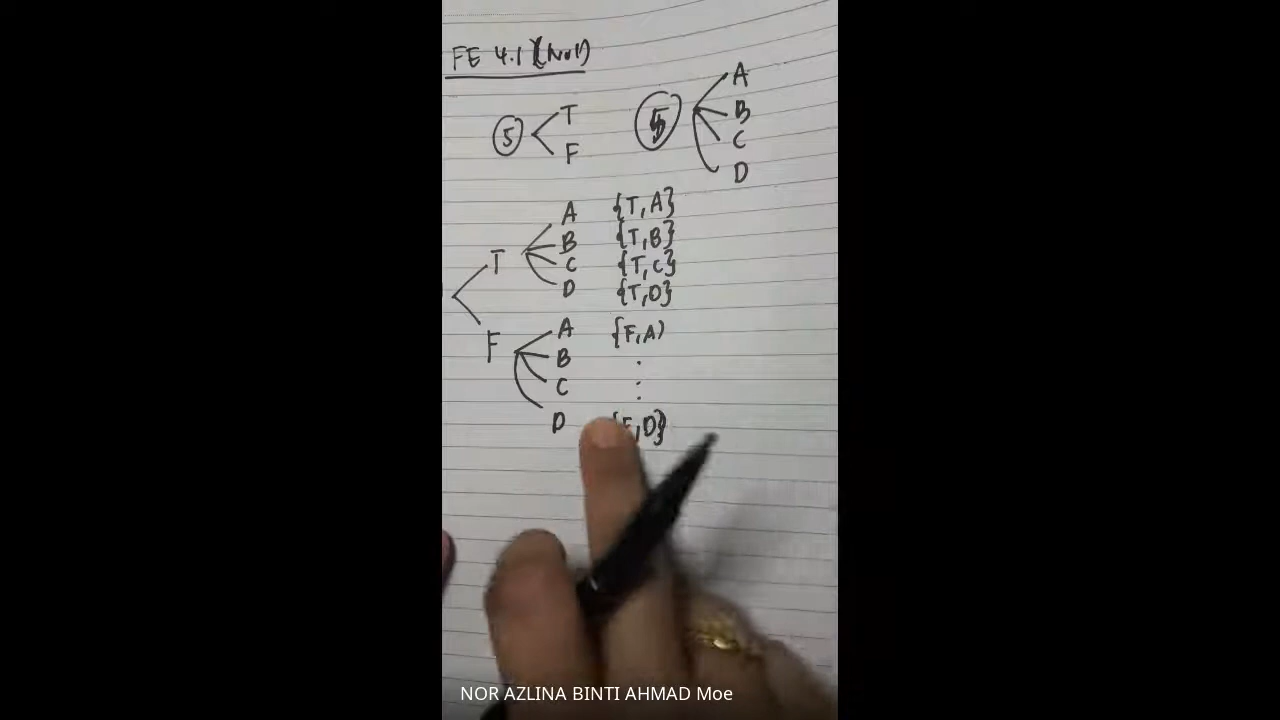 FE 4.1 (No1)
5 T F
5 A B C D
T A {T,A}
B {T,B}
C {T,C}
D {T,D}
F A {F,A)
B .
C :
D {F,D}
NOR AZLINA BINTI AHMAD Moe